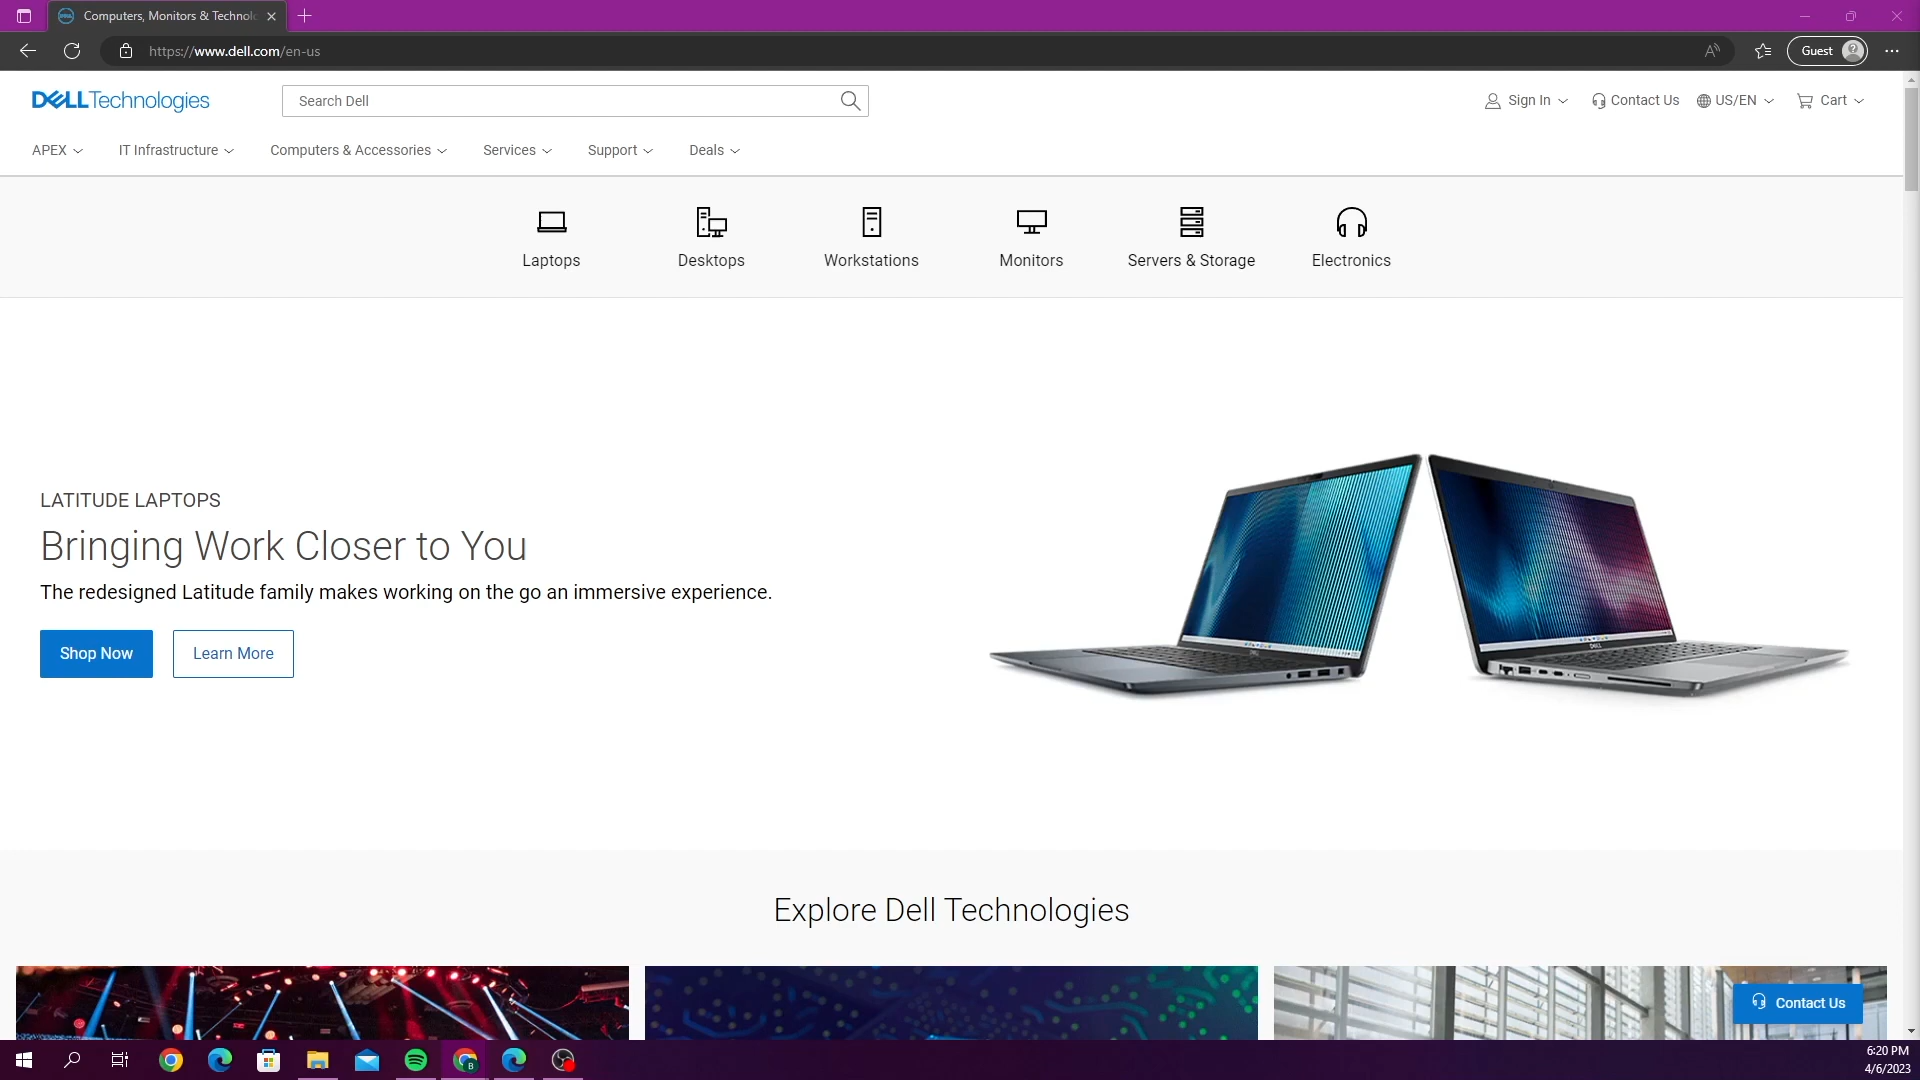 Computers, Monitors & Technol
https://www.dell.com/en-us
Guest
DELLTechnologies
Search Dell
Sign In
Contact Us
US/EN
Cart
APEX
IT Infrastructure
Computers & Accessories
Services
Support
Deals
Laptops
Desktops
Workstations
Monitors
Servers & Storage
Electronics
LATITUDE LAPTOPS
Bringing Work Closer to You
The redesigned Latitude family makes working on the go an immersive experience.
Shop Now
Learn More
Explore Dell Technologies
Contact Us
6:20 PM
4/6/2023